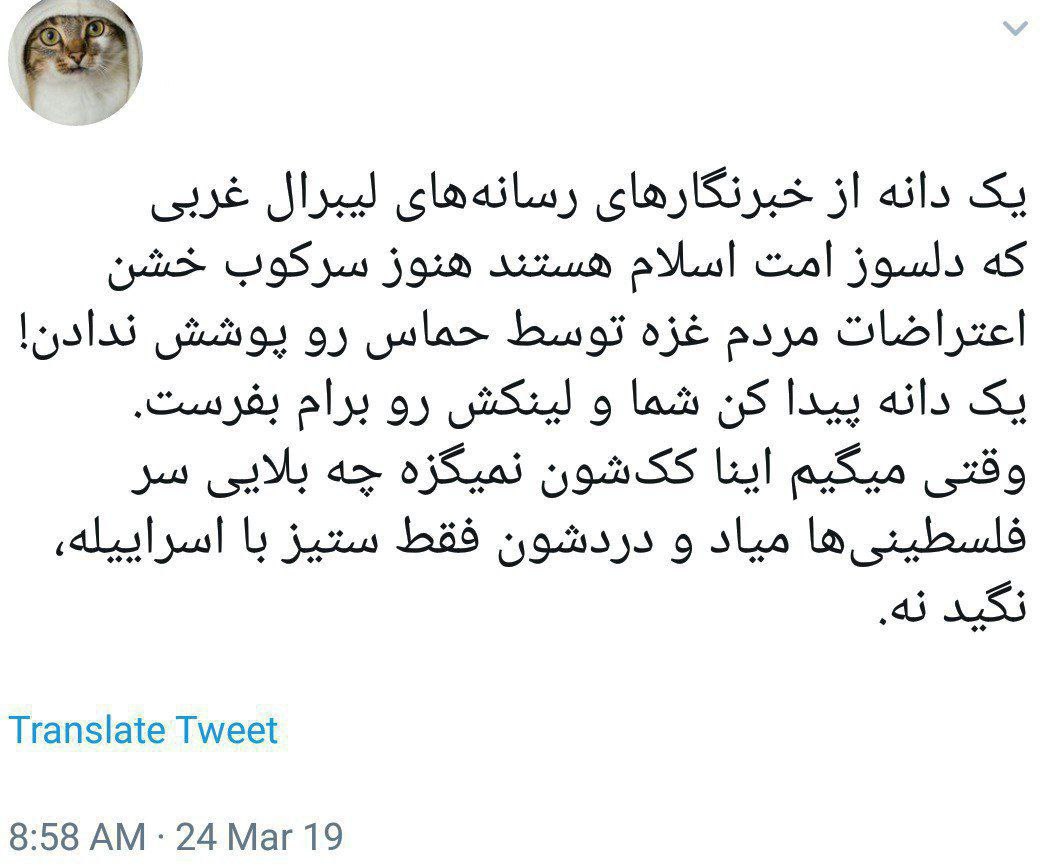 یک دانه از خبرنگارهای رسانه‌های لیبرال غربی
که دلسوز امت اسلام هستند هنوز سرکوب خشن
اعتراضات مردم غزه توسط حماس رو پوشش ندادن!
یک دانه پیدا کن شما و لینکش رو برام بفرست.
وقتی میگیم اینا کک‌شون نمیگزه چه بلایی سر
فلسطینی‌ها میاد و دردشون فقط ستیز با اسراییله،
نگید نه.
Translate Tweet
8:58 AM · 24 Mar 19